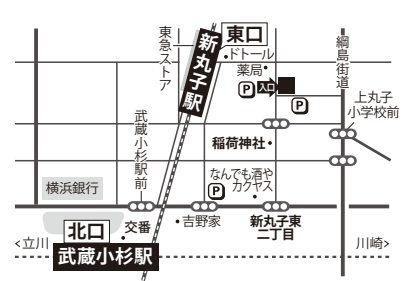 東急ストア
新丸子駅
東口
ドトール
薬局
P
入口
P
綱島街道
上丸子
小学校前
武蔵小杉駅前
稲荷神社
なんでも酒や
カクヤス
P
横浜銀行
吉野家
新丸子東
二丁目
北口
交番
<立川
武蔵小杉駅
川崎>